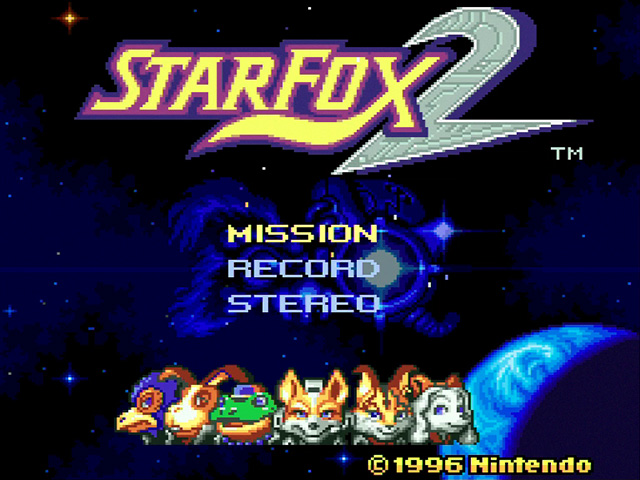 STARFOX 2
TM
MISSION
RECORD
STEREO
©1996 Nintendo